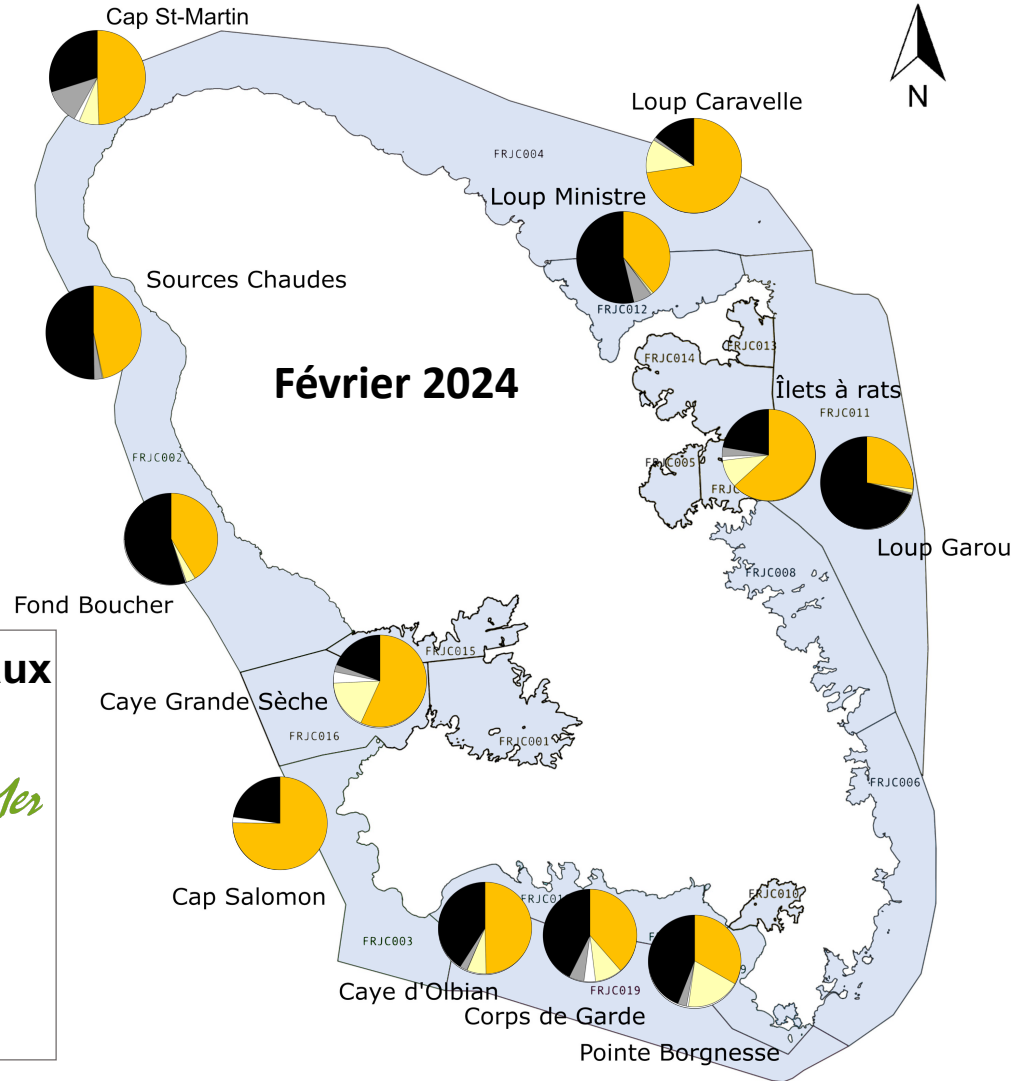 Cap St-Martin
N
Loup Caravelle
FRJC004
Loup Ministre
Sources Chaudes
FRJC012
FRJC013
FRJC014
Février 2024
Îlets à rats
FRJC011
FRJC002
FRJC005
Loup Garou
FRJC008
Fond Boucher
FRJC015
Caye Grande Sèche
FRJC016
FRJC001
FRJC006
Cap Salomon
FRJC010
FRJC003
Caye d'Olbian
FRJC019
Corps de Garde
Pointe Borgnesse